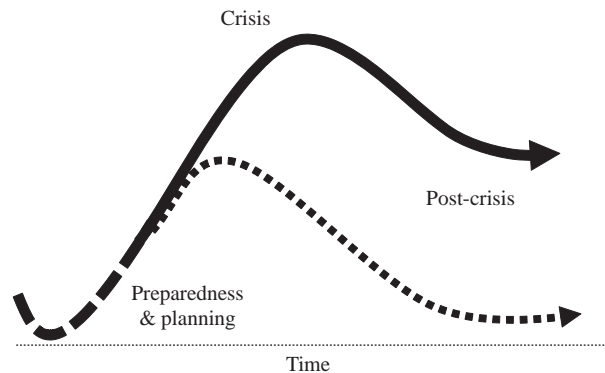 Crisis
Post-crisis
Preparedness
& planning
Time